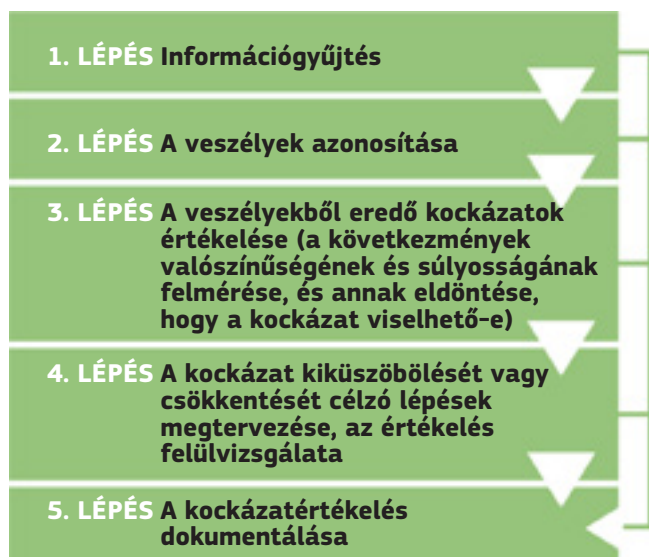 1. LÉPÉS Információgyűjtés
2. LÉPÉS A veszélyek azonosítása
3. LÉPÉS A veszélyekből eredő kockázatok
értékelése (a következmények
valószínűségének és súlyosságának
felmérése, és annak eldöntése,
hogy a kockázat viselhető-e)
4. LÉPÉS A kockázat kiküszöbölését vagy
csökkentését célzó lépések
megtervezése, az értékelés
felülvizsgálata
5. LÉPÉS A kockázatértékelés
dokumentálása